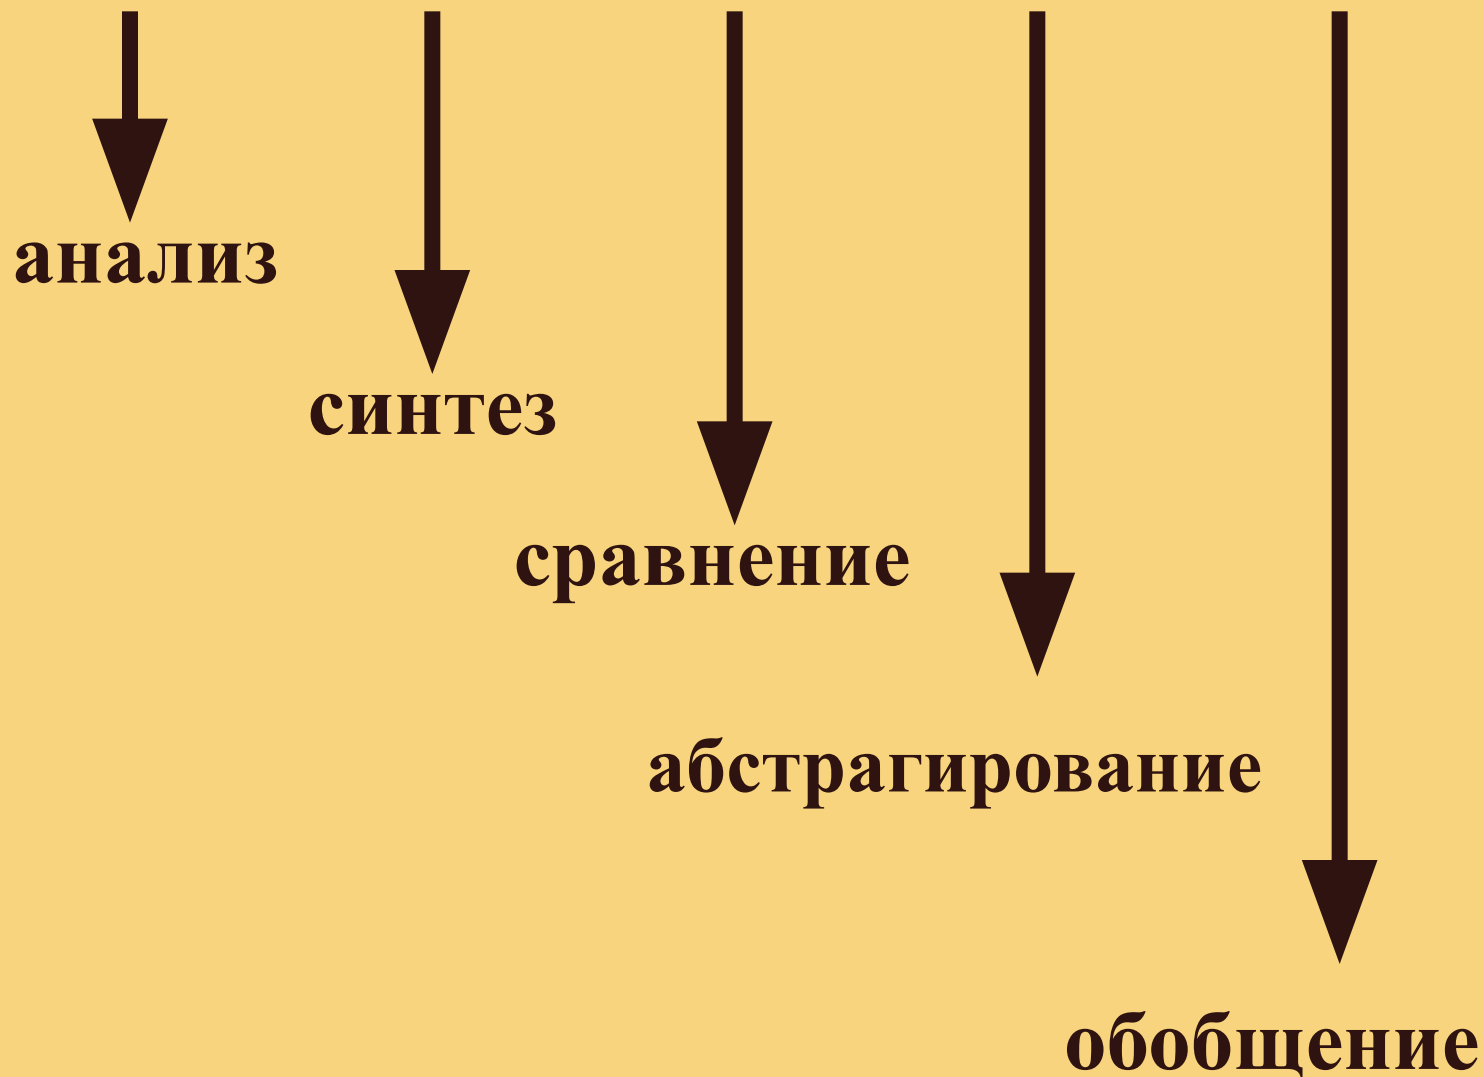 анализ
синтез
сравнение
абстрагирование
обобщение